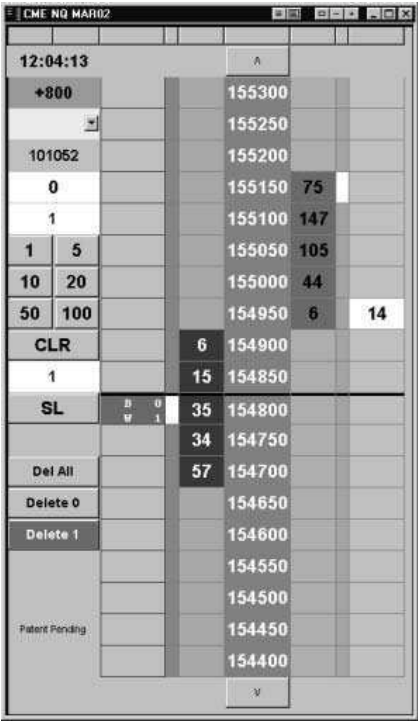 CME NQ MAR02
12:04:13
+800 155300
155250
101052 155200
0 155150 75
1 155100 147
1 5 155050 105
10 20 155000 44
50 100 154950 6 14
CLR 6 154900
1 15 154850
SL B 0 35 154800
W 1
34 154750
Del All 57 154700
Delete 0 154650
Delete 1 154600
154550
154500
Patent Pending 154450
154400